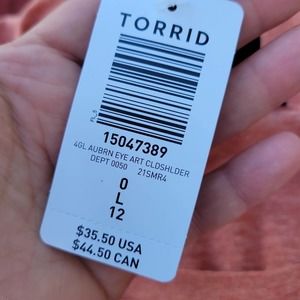 TORRID
15047389
4GL AUBRN EYE ART CLDSHLDER
DEPT 0050 21SMR4
0
L
12
$35.50 USA
$44.50 CAN